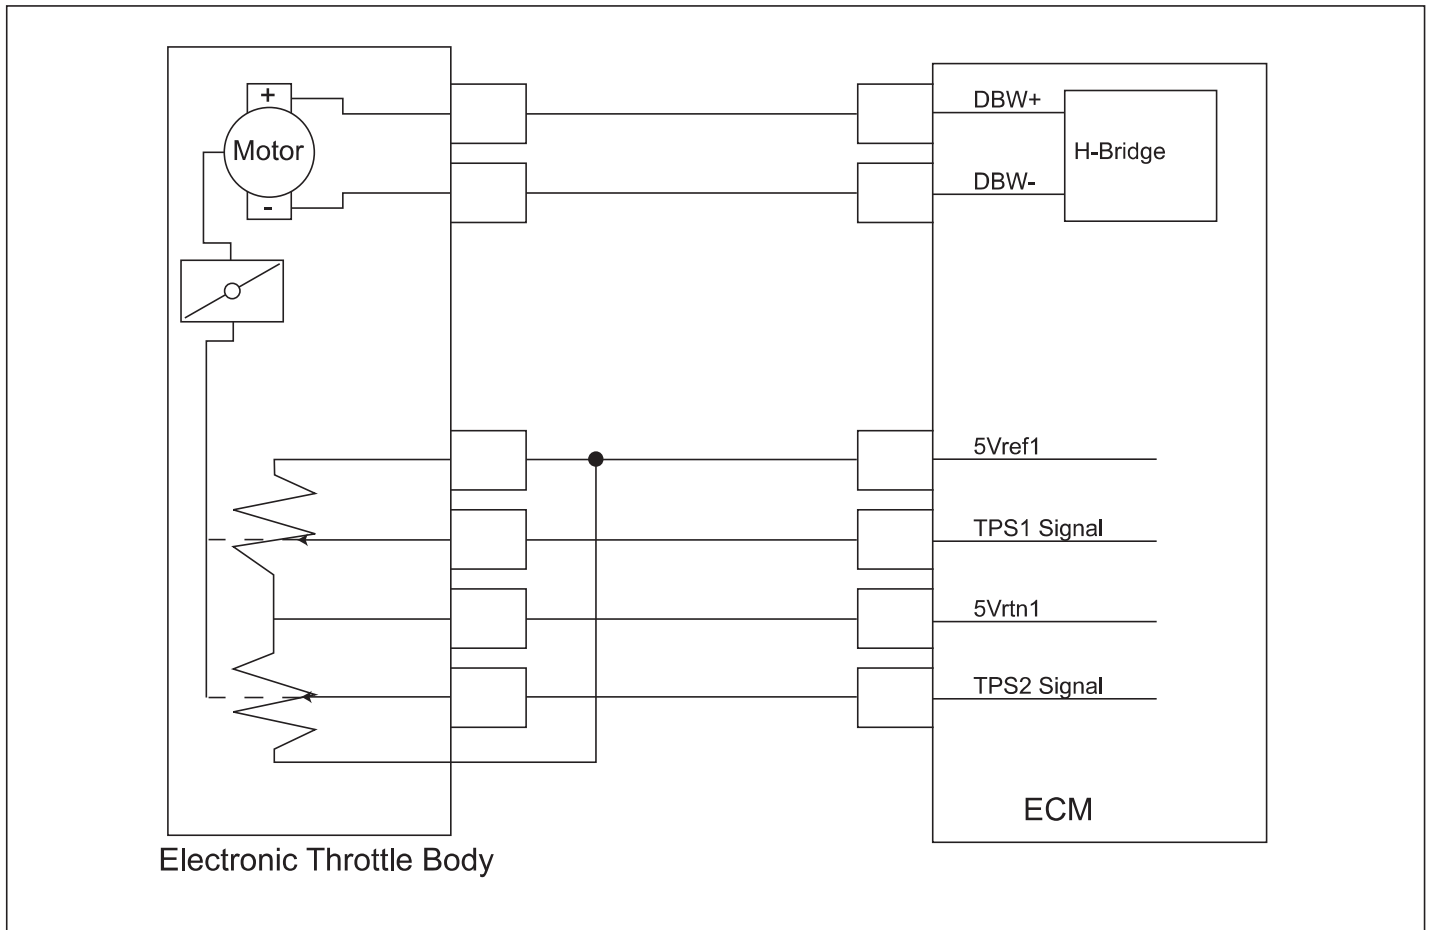 +
DBW+
Motor
H-Bridge
DBW-
-
5Vref1
TPS1 Signal
5Vrtn1
TPS2 Signal
ECM
Electronic Throttle Body